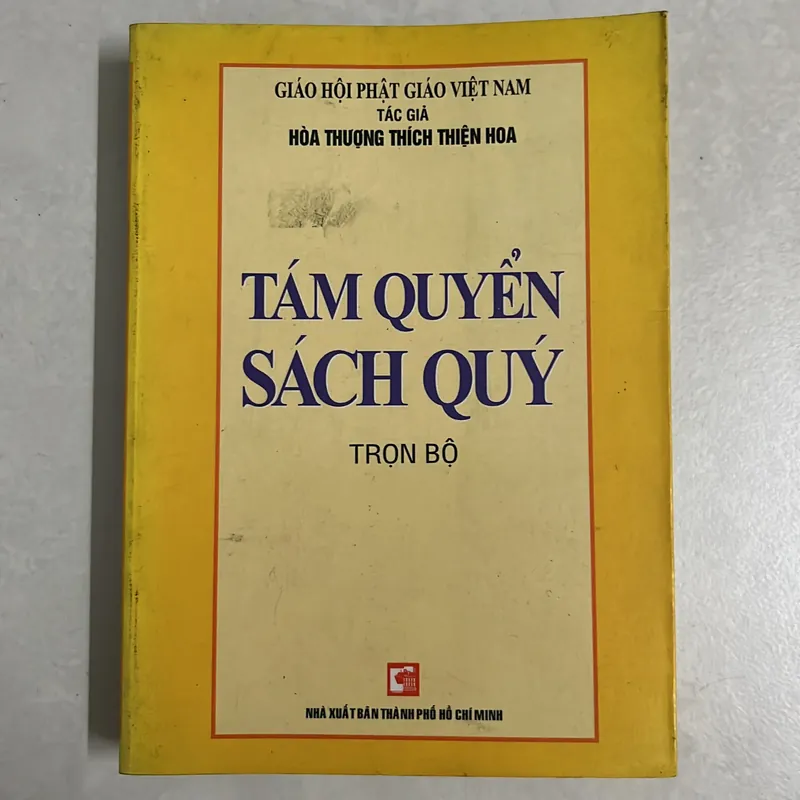 GIÁO HỘI PHẬT GIÁO VIỆT NAM
TÁC GIẢ
HÒA THƯỢNG THÍCH THIỆN HOA
TÁM QUYỂN
SÁCH QUÝ
TRỌN BỘ
NHÀ XUẤT BẢN THÀNH PHỐ HỒ CHÍ MINH